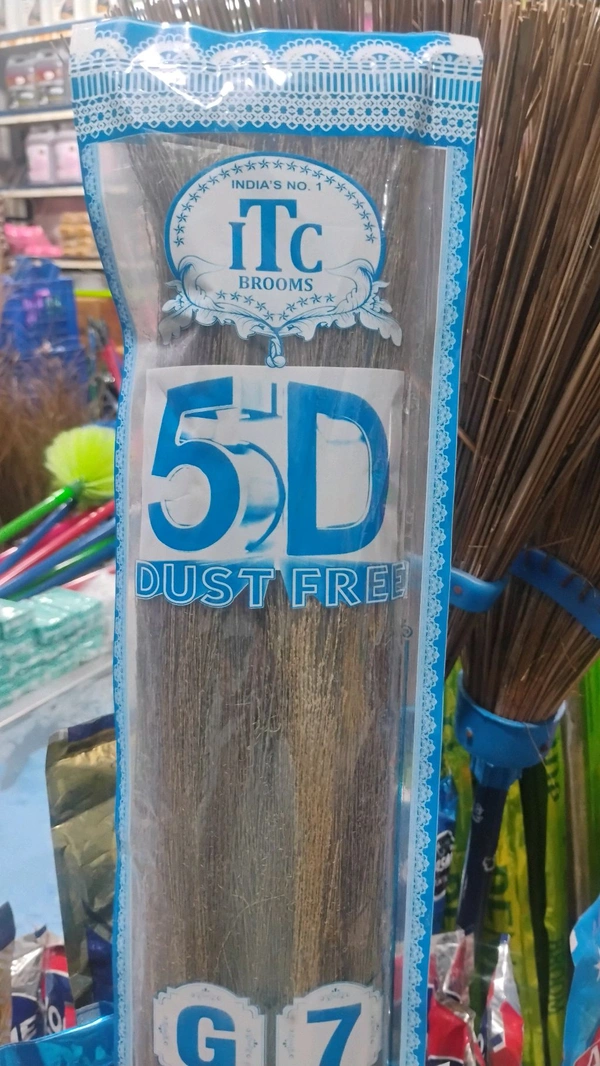 INDIA'S NO. 1
ITC
BROOMS
5D
DUST FREE
G 7